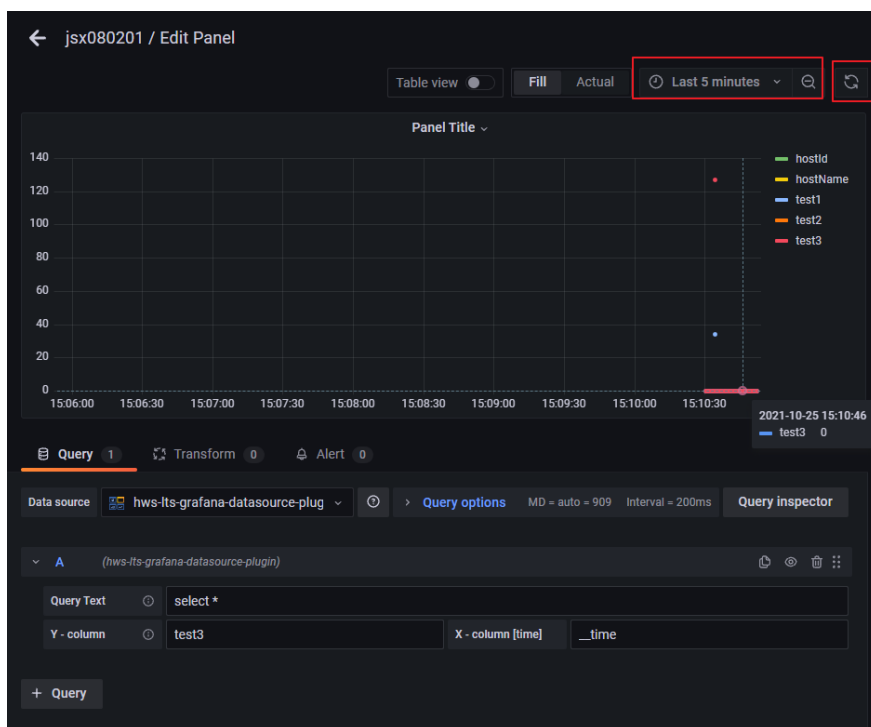 jsx080201 / Edit Panel
Table view Fill Actual Last 5 minutes
Panel Title
140
120
100
80
60
40
20
0
15:06:00 15:06:30 15:07:00 15:07:30 15:08:00 15:08:30 15:09:00 15:09:30 15:10:00 15:10:30
hostId
hostName
test1
test2
test3
2021-10-25 15:10:46
test3 0
Query 1 Transform 0 Alert 0
Data source hws-lts-grafana-datasource-plug Query options MD = auto = 909 Interval = 200ms Query inspector
A (hws-lts-grafana-datasource-plugin)
Query Text select *
Y - column test3 X - column [time] __time
+ Query